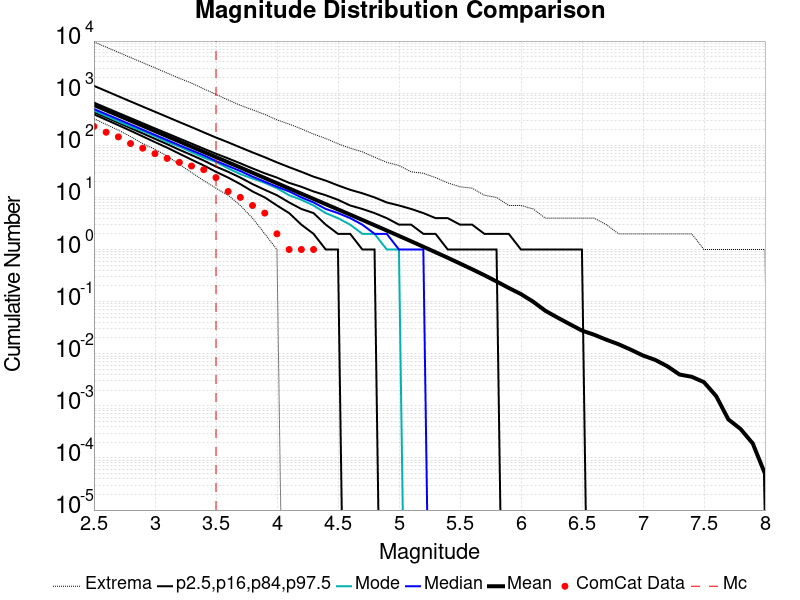 Magnitude Distribution Comparison
Cumulative Number
10^4
10^3
10^2
10^1
10^0
10^-1
10^-2
10^-3
10^-4
10^-5
2.5 3 3.5 4 4.5 5 5.5 6 6.5 7 7.5 8
Magnitude
Extrema p2.5,p16,p84,p97.5 Mode Median Mean ComCat Data Mc